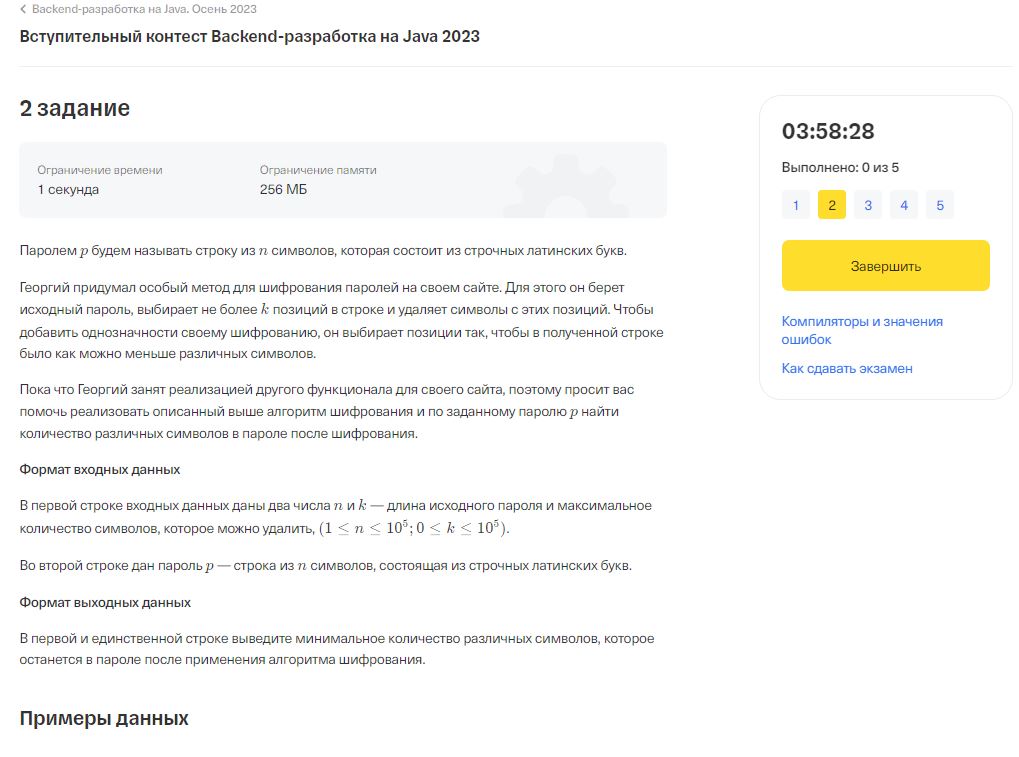 Backend-разработка на Java. Осень 2023
Вступительный контест Backend-разработка на Java 2023
2 задание
Ограничение времени
1 секунда
Ограничение памяти
256 МБ
Паролем p будем называть строку из n символов, которая состоит из строчных латинских букв.
Георгий придумал особый метод для шифрования паролей на своем сайте. Для этого он берет
исходный пароль, выбирает не более k позиций в строке и удаляет символы с этих позиций. Чтобы
добавить однозначности своему шифрованию, он выбирает позиции так, чтобы в полученной строке
было как можно меньше различных символов.
Пока что Георгий занят реализацией другого функционала для своего сайта, поэтому просит вас
помочь реализовать описанный выше алгоритм шифрования и по заданному паролю p найти
количество различных символов в пароле после шифрования.
Формат входных данных
В первой строке входных данных даны два числа n и k — длина исходного пароля и максимальное
количество символов, которое можно удалить, (1 ≤ n ≤ 10⁵; 0 ≤ k ≤ 10⁵).
Во второй строке дан пароль p — строка из n символов, состоящая из строчных латинских букв.
Формат выходных данных
В первой и единственной строке выведите минимальное количество различных символов, которое
останется в пароле после применения алгоритма шифрования.
Примеры данных
03:58:28
Выполнено: 0 из 5
1 2 3 4 5
Завершить
Компиляторы и значения
ошибок
Как сдавать экзамен